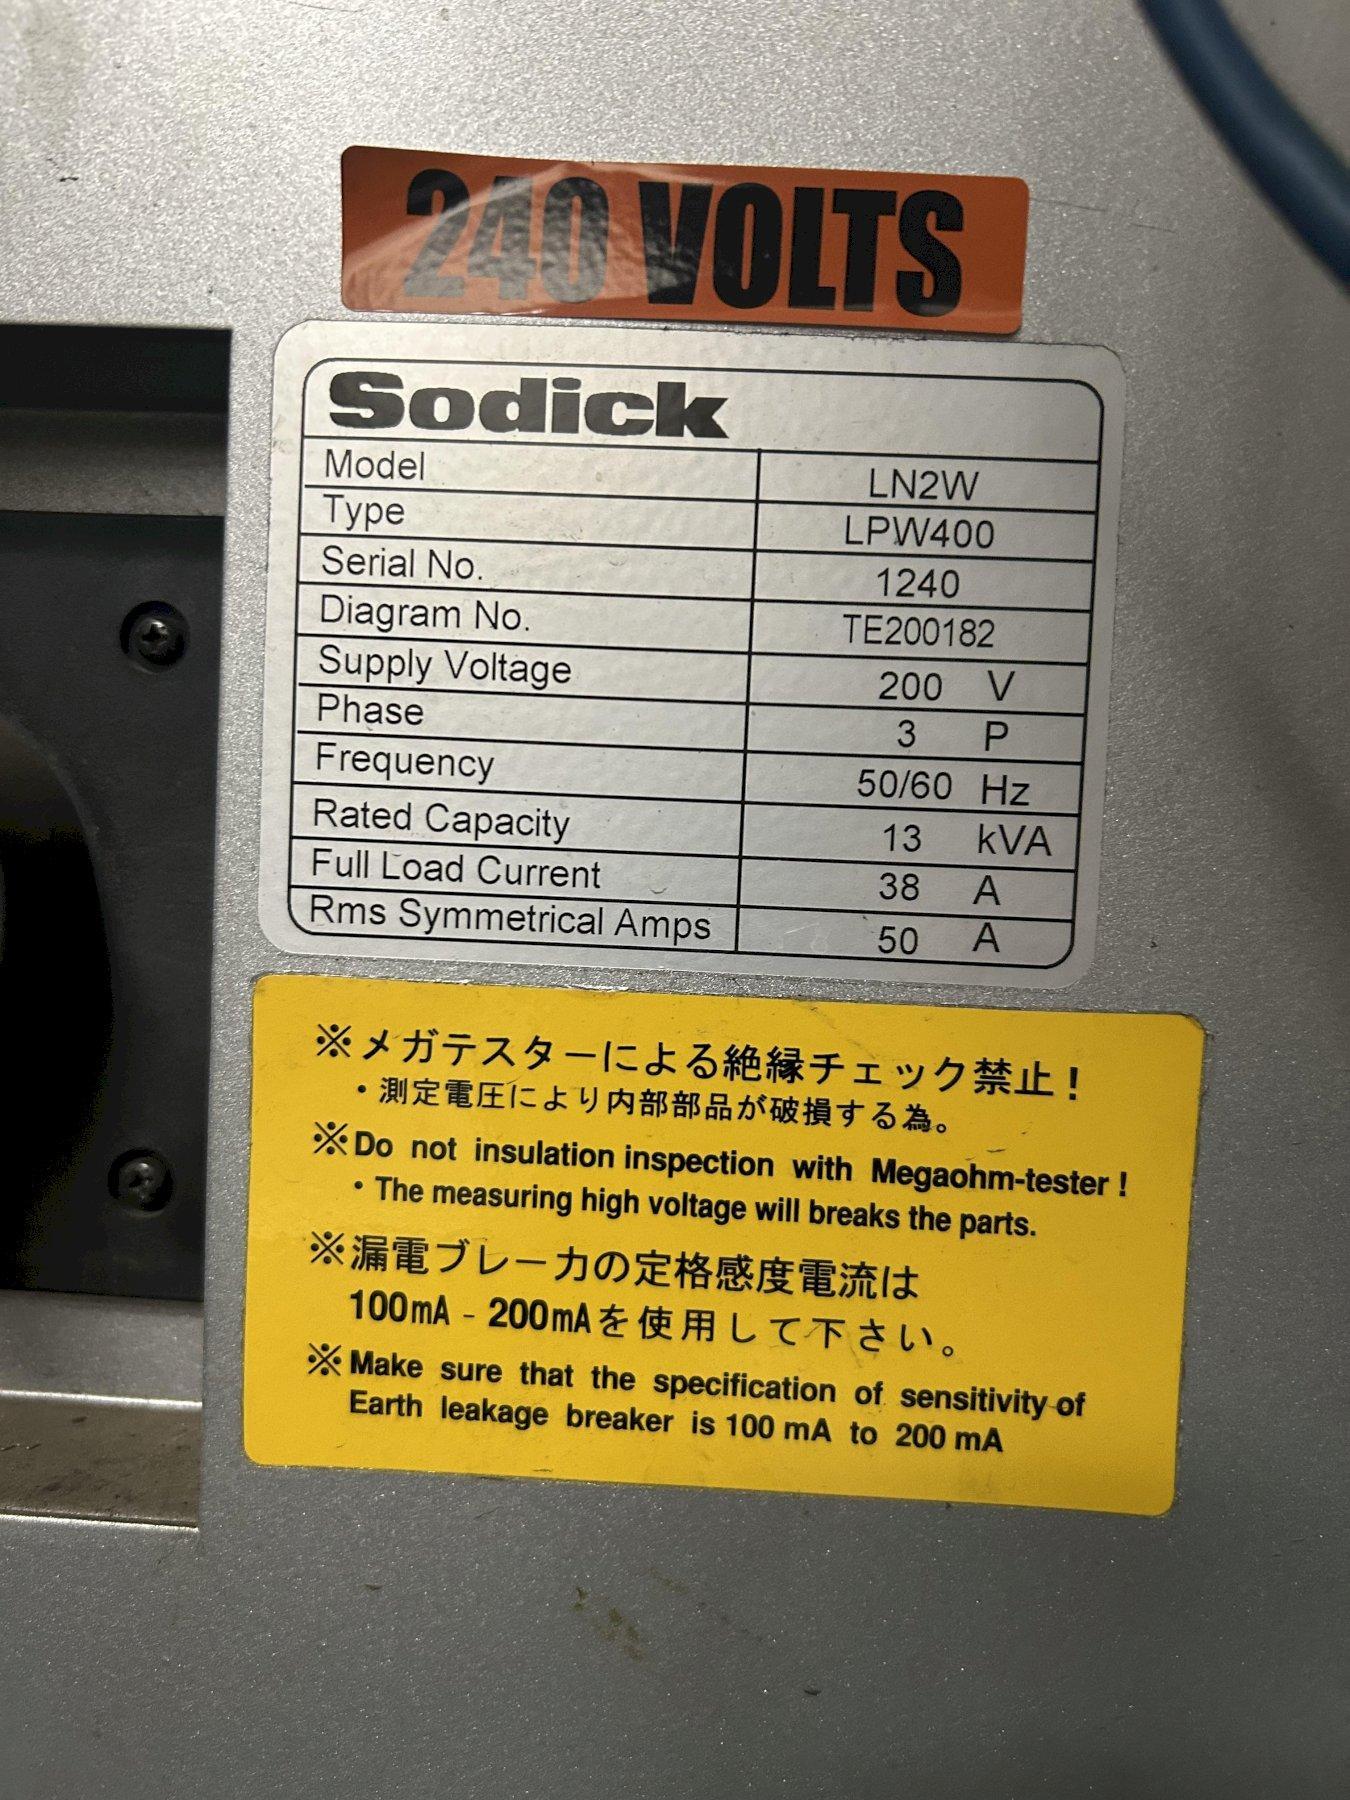 240 VOLTS
Sodick
Model LN2W
Type LPW400
Serial No. 1240
Diagram No. TE200182
Supply Voltage 200 V
Phase 3 P
Frequency 50/60 Hz
Rated Capacity 13 kVA
Full Load Current 38 A
Rms Symmetrical Amps 50 A
※メガテスターによる絶縁チェック禁止！
・測定電圧により内部部品が破損する為。
※Do not insulation inspection with Megaohm-tester !
・The measuring high voltage will breaks the parts.
※漏電ブレーカの定格感度電流は
100mA - 200mAを使用して下さい。
※Make sure that the specification of sensitivity of
Earth leakage breaker is 100 mA to 200 mA